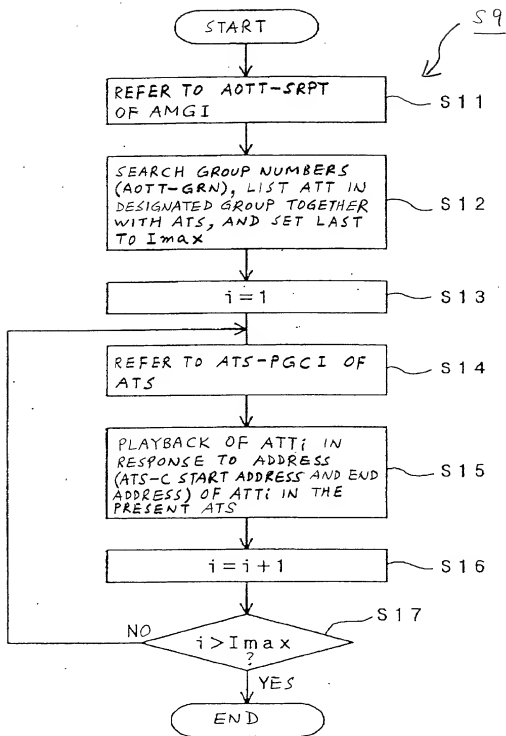 START
S9
REFER TO AOTT-SRPT
OF AMGI
S11
SEARCH GROUP NUMBERS
(AOTT-GRN), LIST ATT IN
DESIGNATED GROUP TOGETHER
WITH ATS, AND SET LAST
TO Imax
S12
i=1
S13
REFER TO ATS-PGCI OF
ATS
S14
PLAYBACK OF ATTi IN
RESPONSE TO ADDRESS
(ATS-C START ADDRESS AND END
ADDRESS) OF ATTi IN THE
PRESENT ATS
S15
i=i+1
S16
S17
NO
i>Imax
?
YES
END